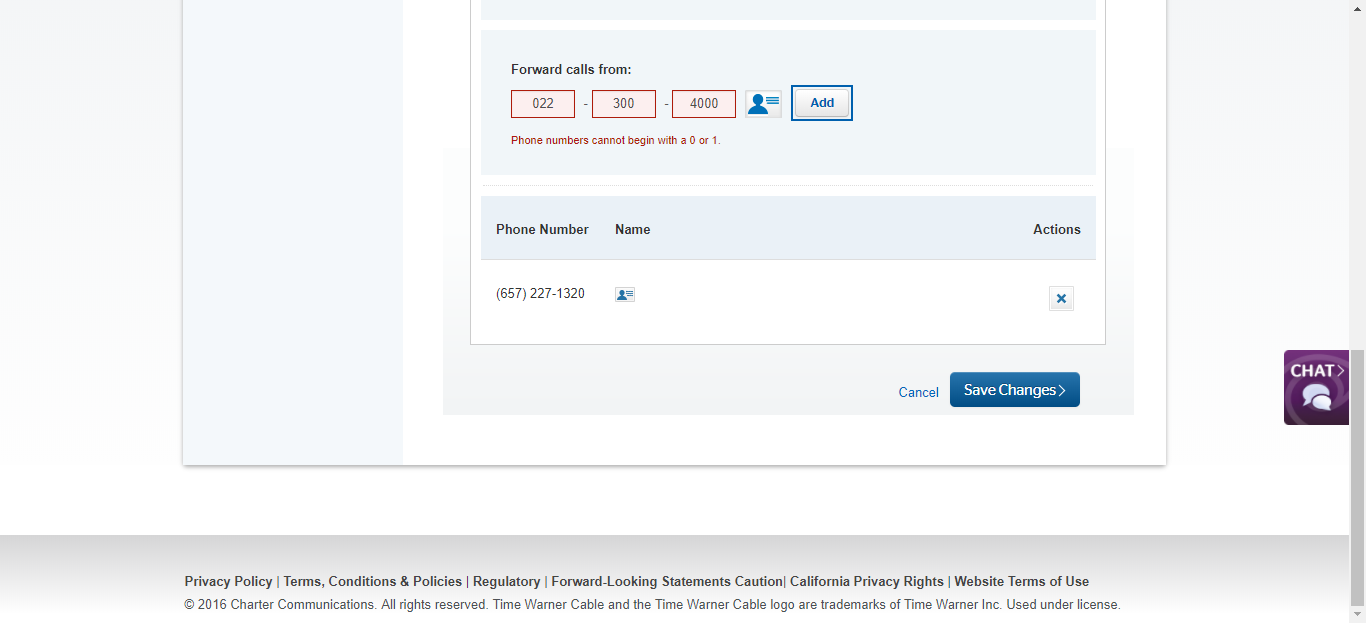 Forward calls from:
022 - 300 - 4000 Add
Phone numbers cannot begin with a 0 or 1.
Phone Number Name Actions
(657) 227-1320
CHAT
Cancel Save Changes
Privacy Policy | Terms, Conditions & Policies | Regulatory | Forward-Looking Statements Caution| California Privacy Rights | Website Terms of Use
© 2016 Charter Communications. All rights reserved. Time Warner Cable and the Time Warner Cable logo are trademarks of Time Warner Inc. Used under license.